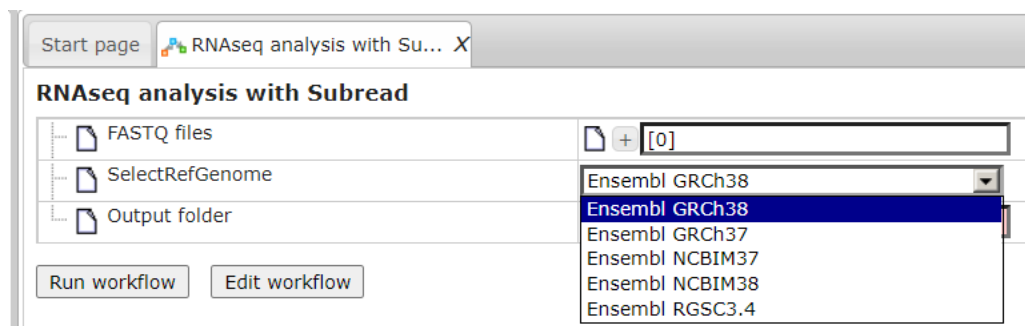 Start page
RNAseq analysis with Su... X
RNAseq analysis with Subread
FASTQ files
+ [0]
SelectRefGenome
Ensembl GRCh38
Output folder
Ensembl GRCh38
Ensembl GRCh37
Ensembl NCBIM37
Ensembl NCBIM38
Ensembl RGSC3.4
Run workflow
Edit workflow